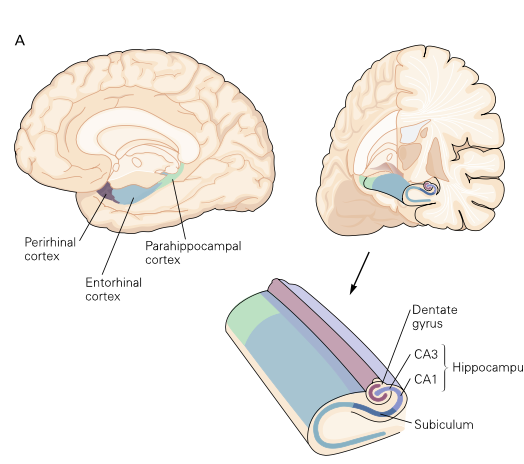 A
Perirhinal
cortex
Entorhinal
cortex
Parahippocampal
cortex
Dentate
gyrus
CA3
CA1
Hippocampu
Subiculum